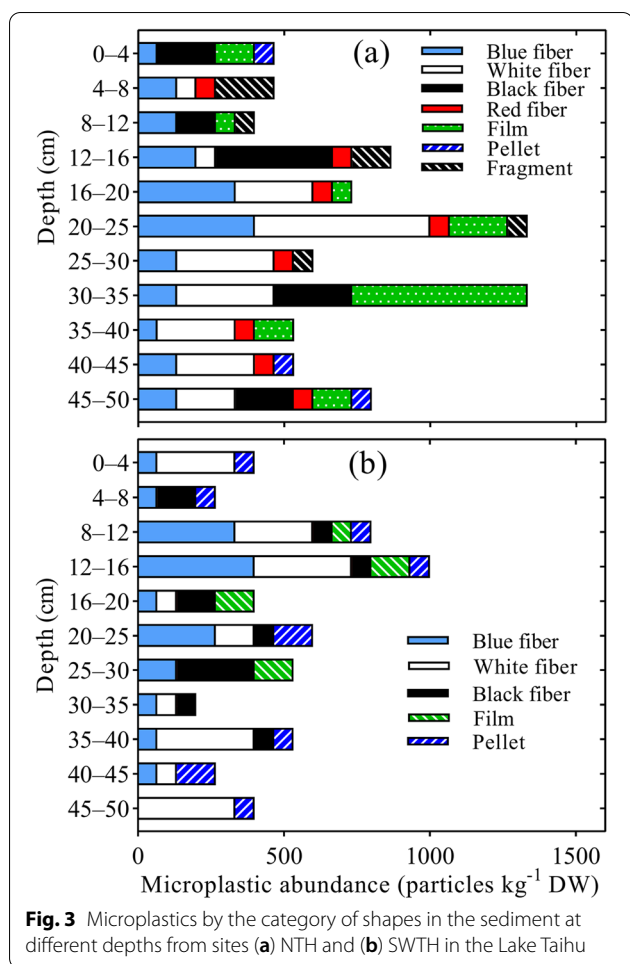 (a)
Depth (cm)
0–4
4–8
8–12
12–16
16–20
20–25
25–30
30–35
35–40
40–45
45–50
Blue fiber
White fiber
Black fiber
Red fiber
Film
Pellet
Fragment
(b)
Depth (cm)
0–4
4–8
8–12
12–16
16–20
20–25
25–30
30–35
35–40
40–45
45–50
Blue fiber
White fiber
Black fiber
Film
Pellet
0 500 1000 1500
Microplastic abundance (particles kg⁻¹ DW)
Fig. 3 Microplastics by the category of shapes in the sediment at
different depths from sites (a) NTH and (b) SWTH in the Lake Taihu